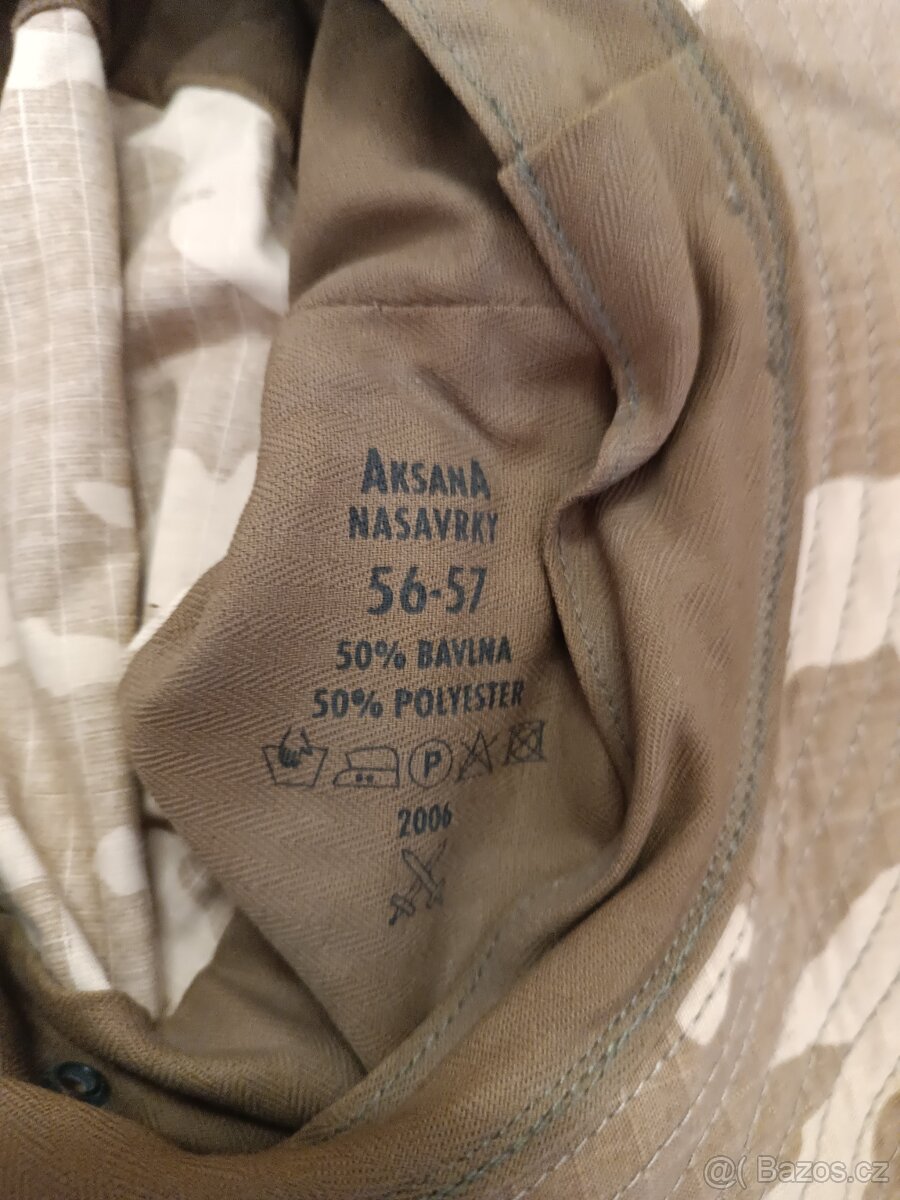 AKSANA
NASAVRKY
56-57
50% BAVLNA
50% POLYESTER
P
2006
@( Bazos.cz